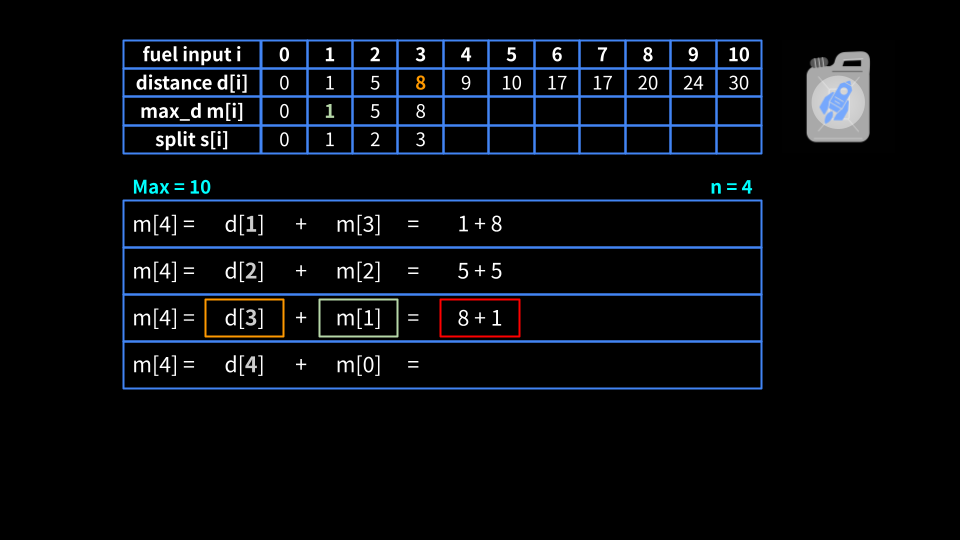 fuel input i 0 1 2 3 4 5 6 7 8 9 10
distance d[i] 0 1 5 8 9 10 17 17 20 24 30
max_d m[i] 0 1 5 8
split s[i] 0 1 2 3
Max = 10 n = 4
m[4] = d[1] + m[3] = 1 + 8
m[4] = d[2] + m[2] = 5 + 5
m[4] = d[3] + m[1] = 8 + 1
m[4] = d[4] + m[0] =